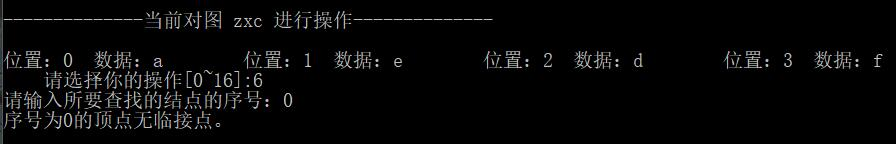 --------------当前对图 zxc 进行操作--------------
位置：0 数据：a 位置：1 数据：e 位置：2 数据：d 位置：3 数据：f
请选择你的操作[0~16]:6
请输入所要查找的结点的序号：0
序号为0的顶点无临接点。